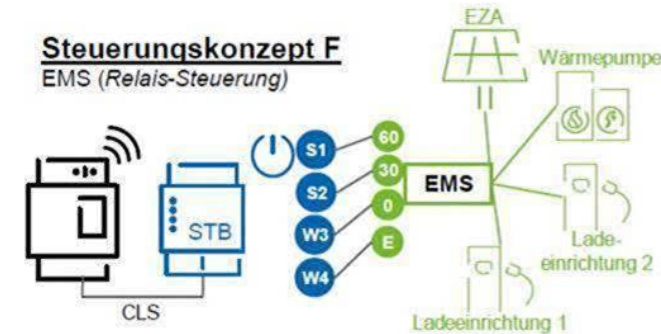 Steuerungskonzept F
EMS (Relais-Steuerung)
EZA
Wärmepumpe
S1
60
S2
30
EMS
0
STB
W3
E
W4
Lade-
einrichtung 2
CLS
Ladeeinrichtung 1